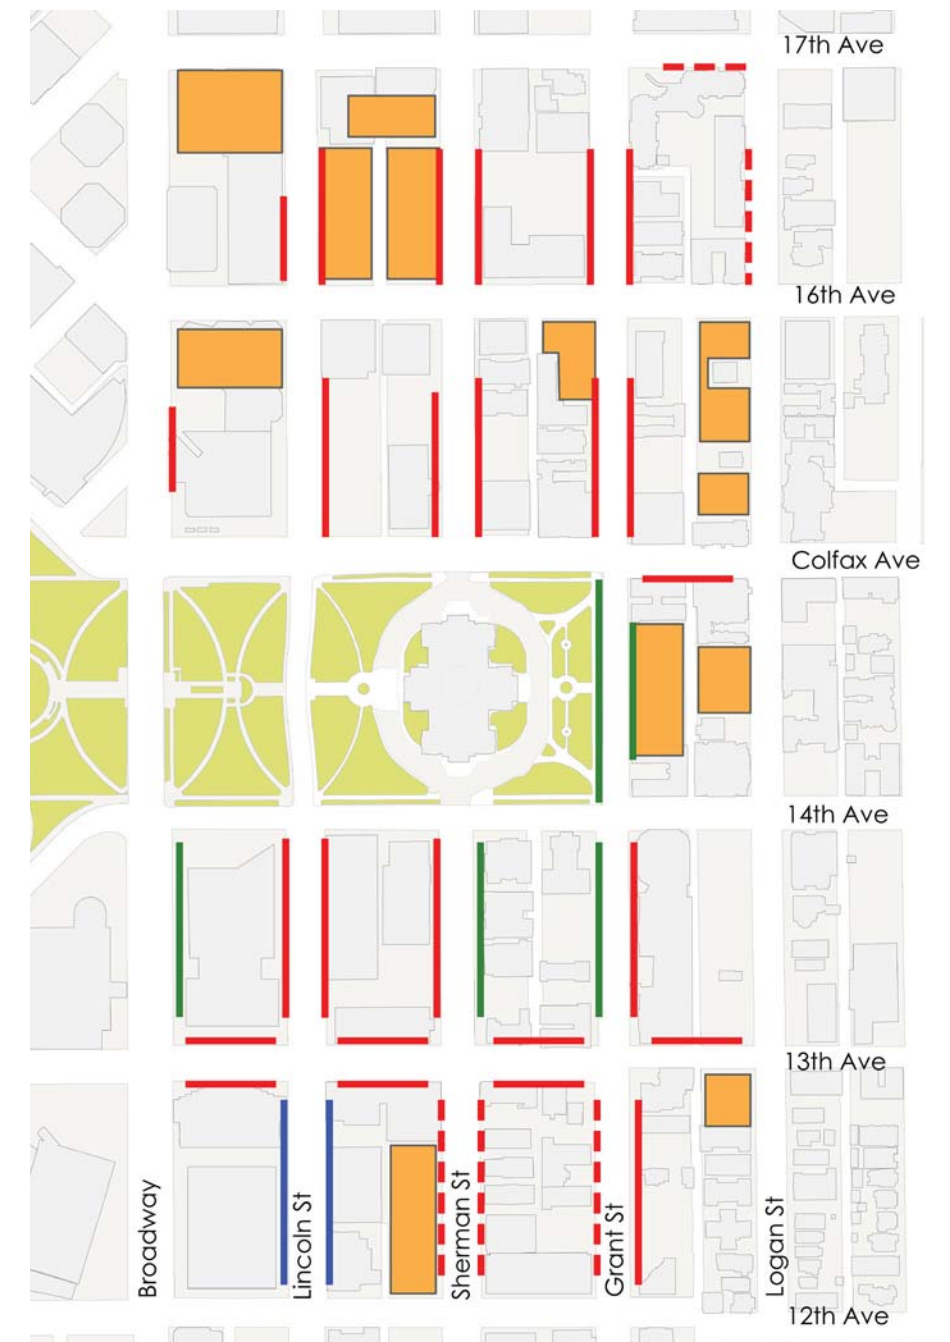 17th Ave
16th Ave
Colfax Ave
14th Ave
13th Ave
Broadway
Lincoln St
Sherman St
Grant St
Logan St
12th Ave